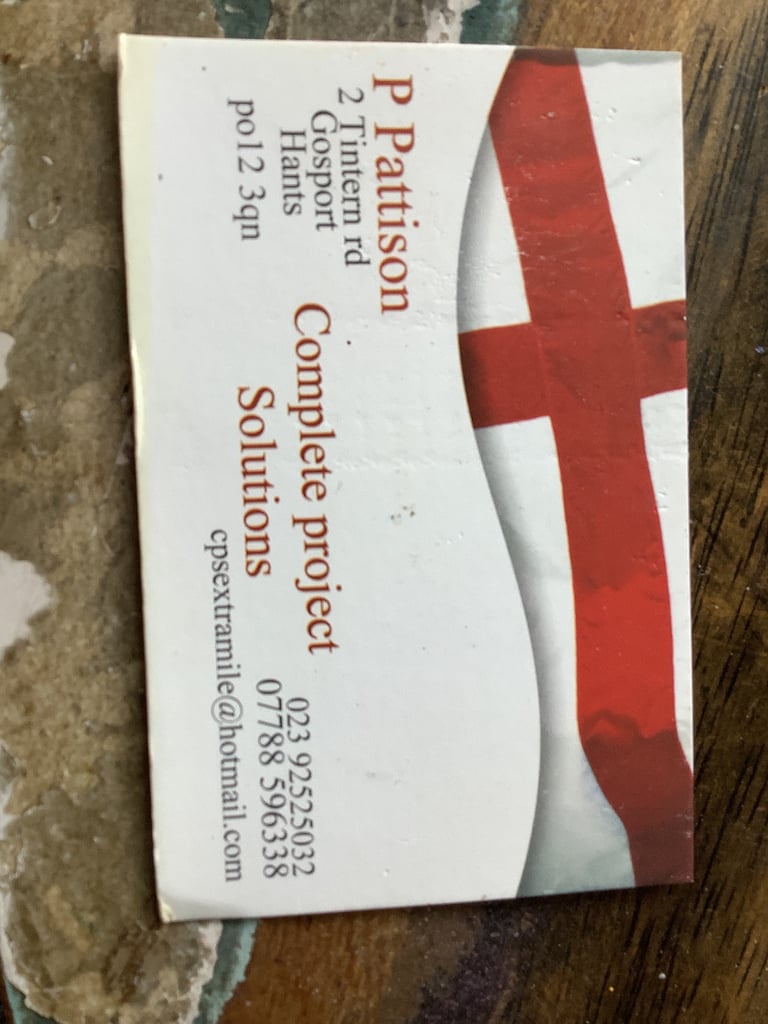 P Pattison
2 Tintern rd
Gosport
Hants
po12 3qn
Complete project
Solutions
023 92525032
07788 596338
cpsextramile@hotmail.com